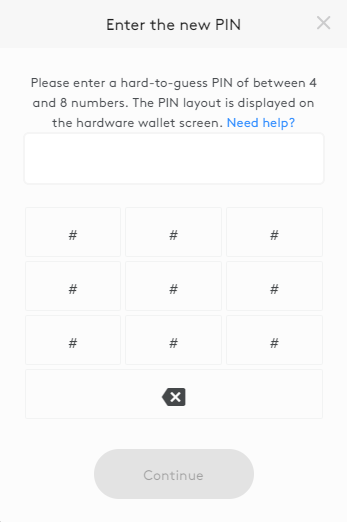 Enter the new PIN
Please enter a hard-to-guess PIN of between 4
and 8 numbers. The PIN layout is displayed on
the hardware wallet screen. Need help?
# # #
# # #
# # #
Continue